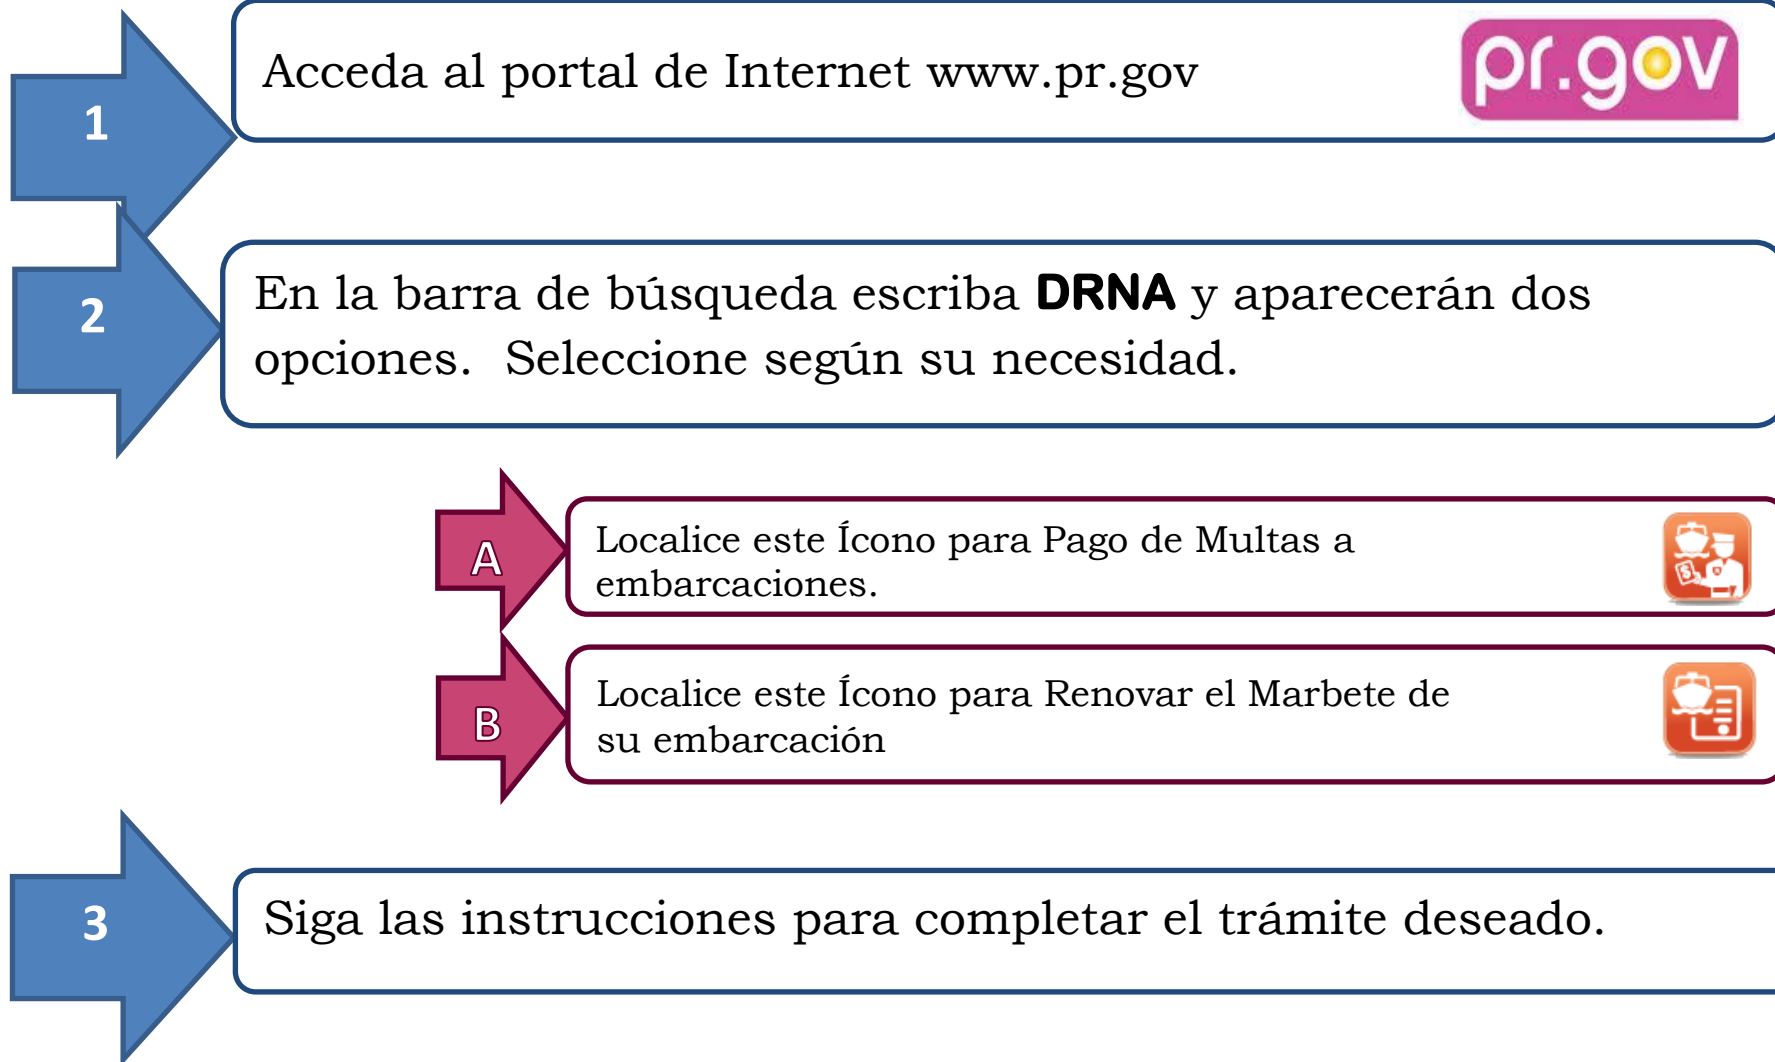 1
Acceda al portal de Internet www.pr.gov
pr.gov
2
En la barra de búsqueda escriba DRNA y aparecerán dos
opciones.  Seleccione según su necesidad.
A
Localice este Ícono para Pago de Multas a
embarcaciones.
$
B
Localice este Ícono para Renovar el Marbete de
su embarcación
3
Siga las instrucciones para completar el trámite deseado.